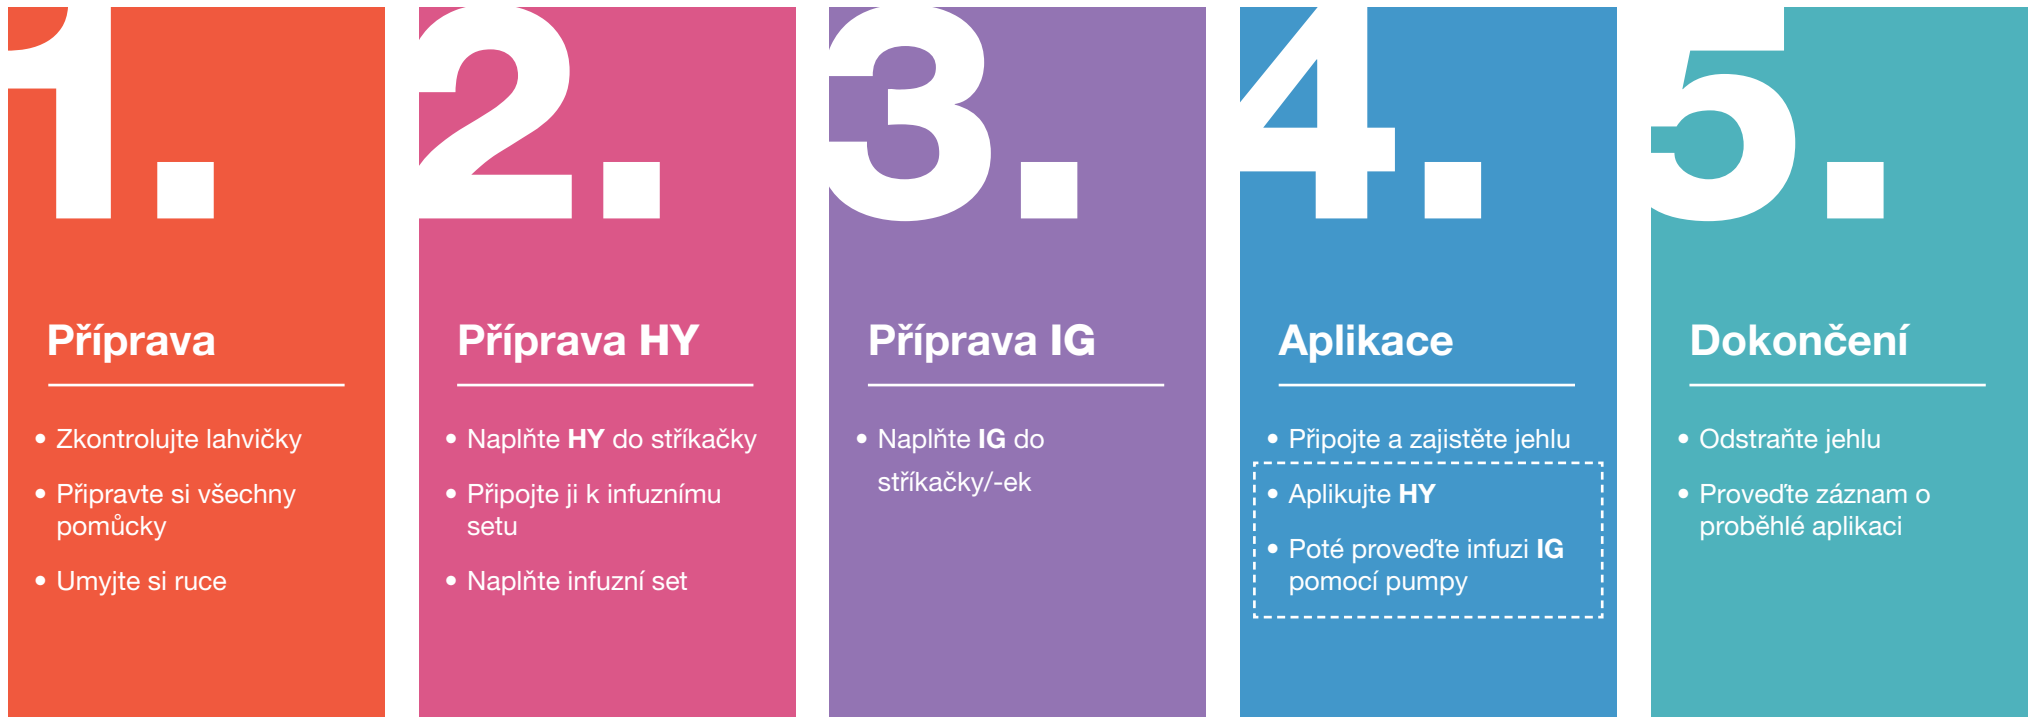 1.
Příprava
• Zkontrolujte lahvičky
• Připravte si všechny
pomůcky
• Umyjte si ruce
2.
Příprava HY
• Naplňte HY do stříkačky
• Připojte ji k infuznímu
setu
• Naplňte infuzní set
3.
Příprava IG
• Naplňte IG do
stříkačky/-ek
4.
Aplikace
• Připojte a zajistěte jehlu
• Aplikujte HY
• Poté proveďte infuzi IG
pomocí pumpy
5.
Dokončení
• Odstraňte jehlu
• Proveďte záznam o
proběhlé aplikaci